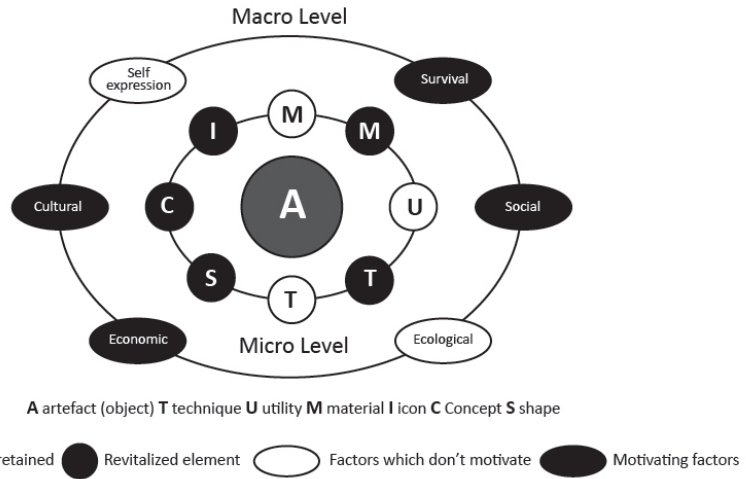 Macro Level
Self
expression
Survival
M
I
M
Cultural
C
A
U
Social
S
T
T
Economic
Micro Level
Ecological
A artefact (object) T technique U utility M material I icon C Concept S shape
retained Revitalized element Factors which don't motivate Motivating factors